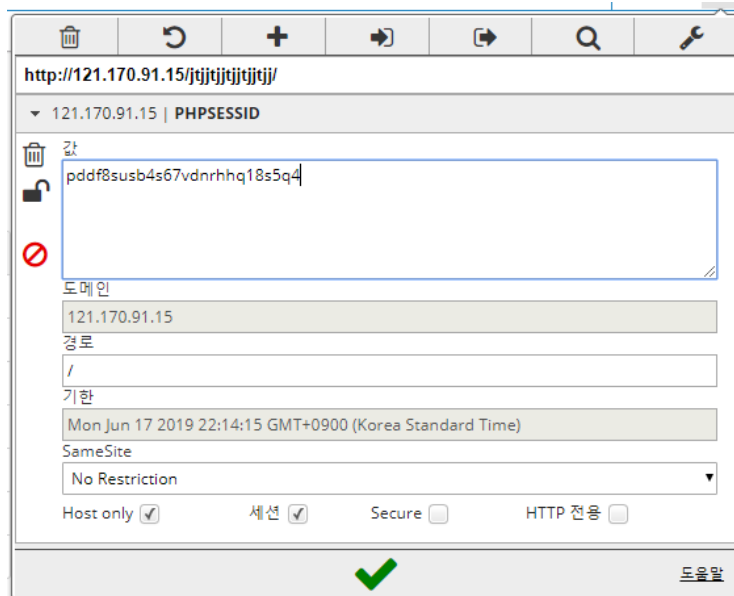 http://121.170.91.15/jtjjtjjtjjtjjtjj/
121.170.91.15 | PHPSESSID
값
pddf8susb4s67vdnrhhq18s5q4
도메인
121.170.91.15
경로
/
기한
Mon Jun 17 2019 22:14:15 GMT+0900 (Korea Standard Time)
SameSite
No Restriction
Host only 세션 Secure HTTP 전용
도움말